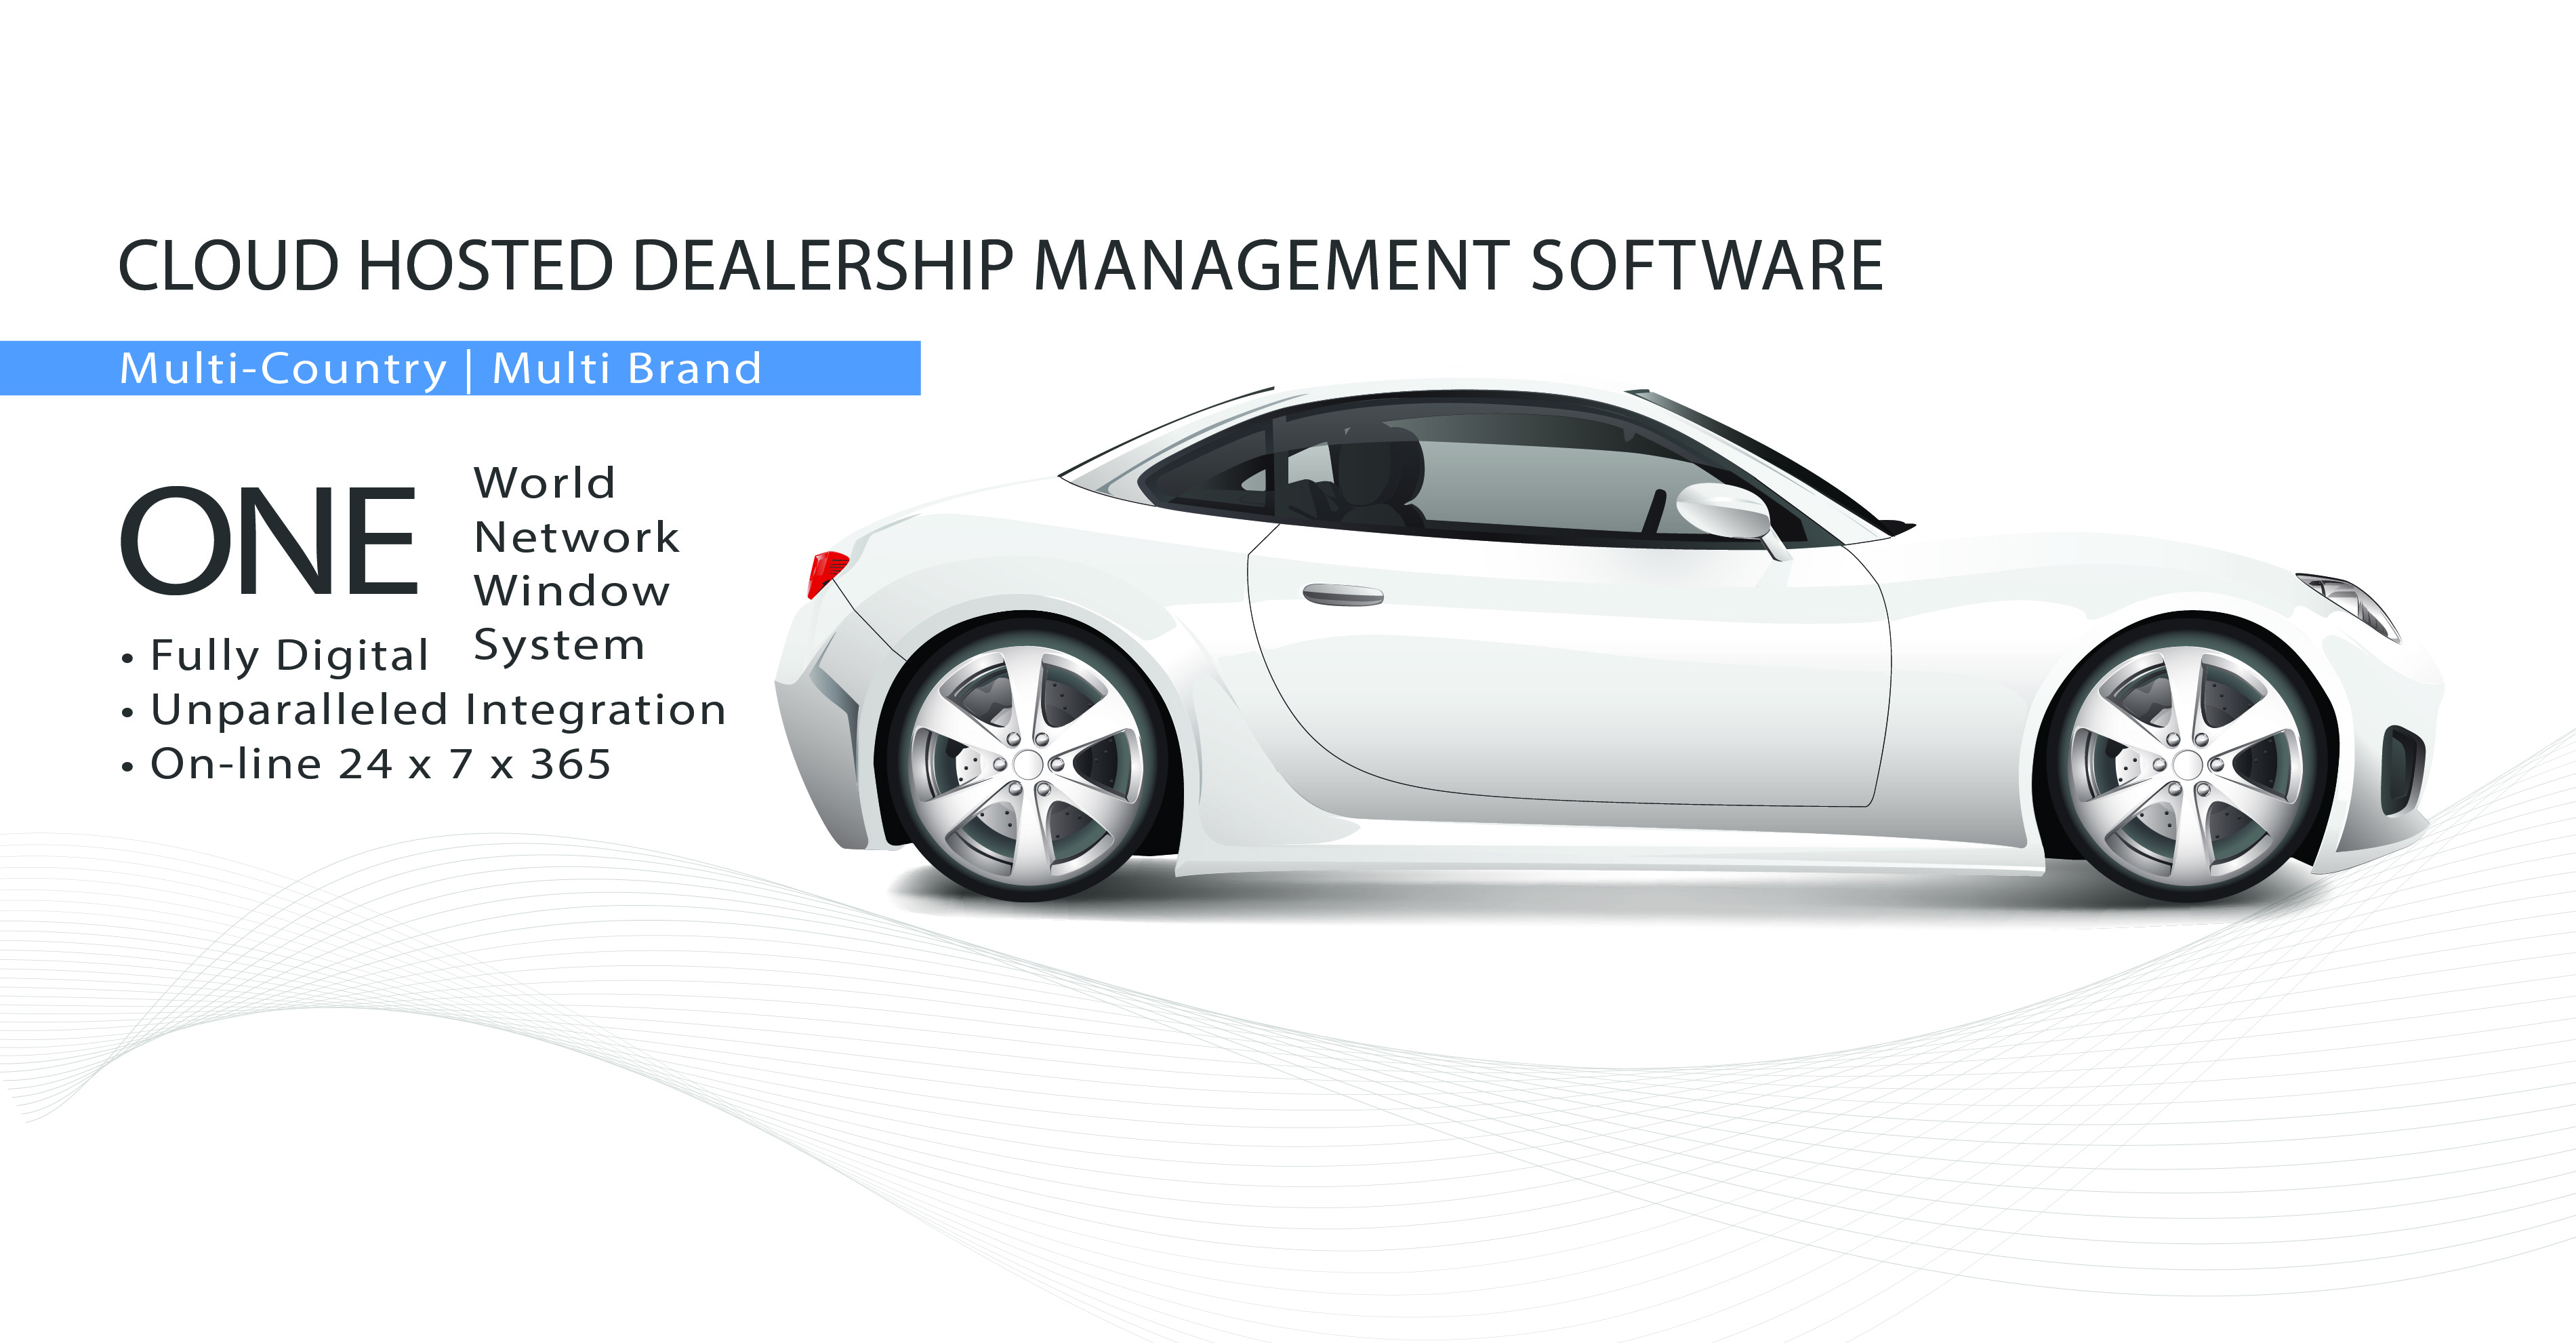 CLOUD HOSTED DEALERSHIP MANAGEMENT SOFTWARE
Multi-Country | Multi Brand
ONE
World
Network
Window
System
• Fully Digital
• Unparalleled Integration
• On-line 24 x 7 x 365